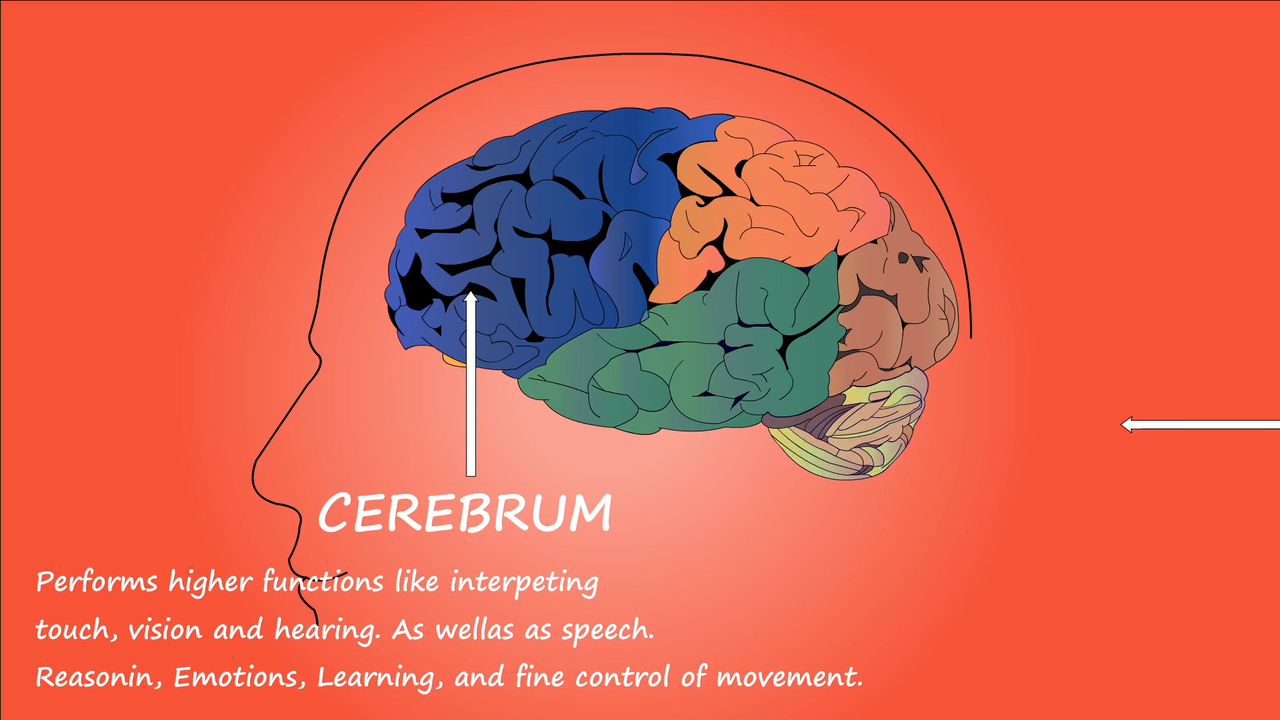 CEREBRUM
Performs higher functions like interpeting
touch, vision and hearing. As wellas as speech.
Reasonin, Emotions, Learning, and fine control of movement.